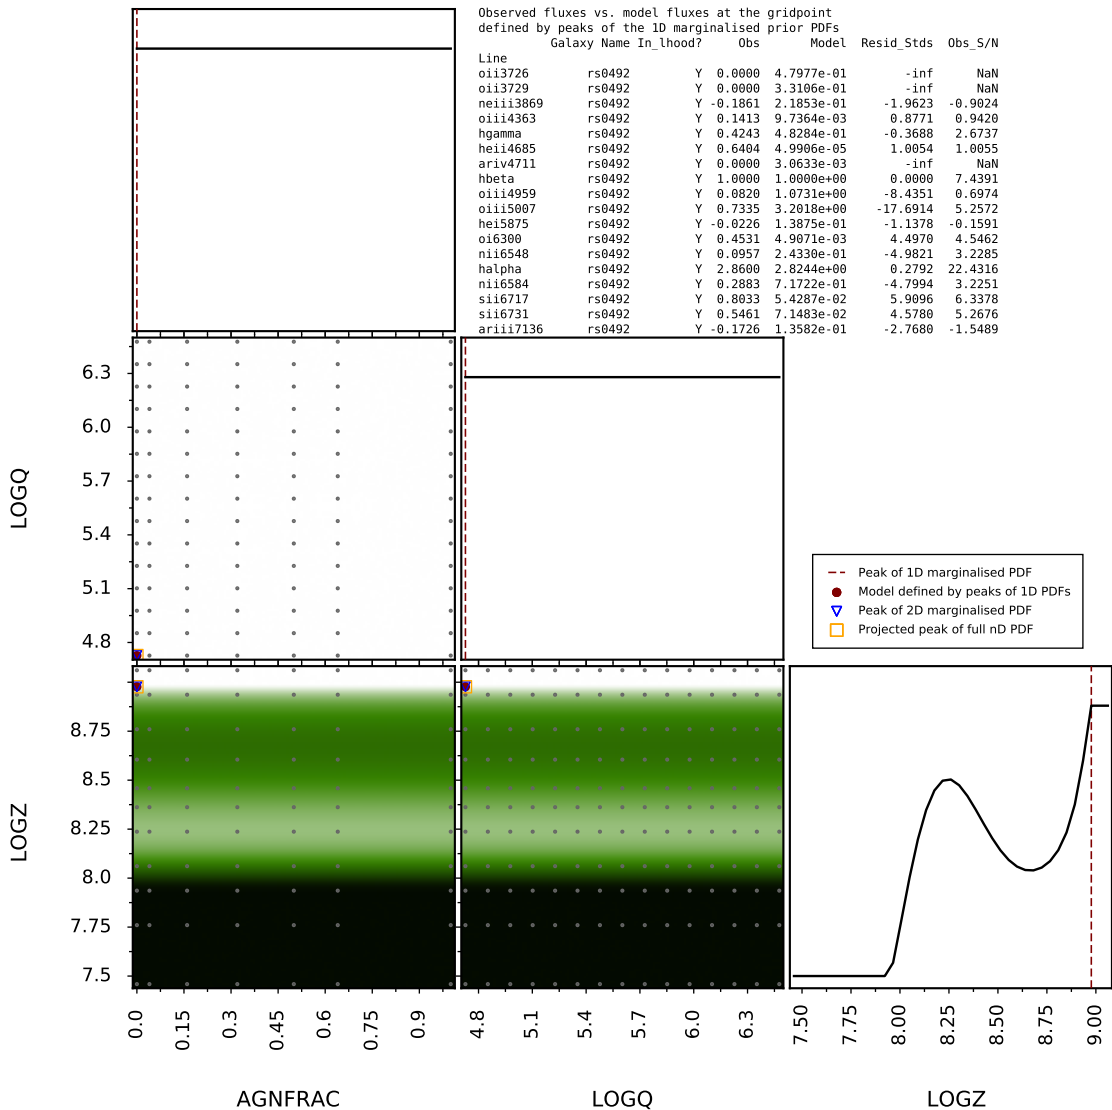 Observed fluxes vs. model fluxes at the gridpoint
defined by peaks of the 1D marginalised prior PDFs
Galaxy Name In_lhood? Obs Model Resid_Stds Obs_S/N
Line
oii3726 rs0492 Y 0.0000 4.7977e-01 -inf NaN
oii3729 rs0492 Y 0.0000 3.3106e-01 -inf NaN
neiii3869 rs0492 Y -0.1861 2.1853e-01 -1.9623 -0.9024
oiii4363 rs0492 Y 0.1413 9.7364e-03 0.8771 0.9420
hgamma rs0492 Y 0.4243 4.8284e-01 -0.3688 2.6737
heii4685 rs0492 Y 0.6404 4.9906e-05 1.0054 1.0055
ariv4711 rs0492 Y 0.0000 3.0633e-03 -inf NaN
hbeta rs0492 Y 1.0000 1.0000e+00 0.0000 7.4391
oiii4959 rs0492 Y 0.0820 1.0731e+00 -8.4351 0.6974
oiii5007 rs0492 Y 0.7335 3.2018e+00 -17.6914 5.2572
hei5875 rs0492 Y -0.0226 1.3875e-01 -1.1378 -0.1591
oi6300 rs0492 Y 0.4531 4.9071e-03 4.4970 4.5462
nii6548 rs0492 Y 0.0957 2.4330e-01 -4.9821 3.2285
halpha rs0492 Y 2.8600 2.8244e+00 0.2792 22.4316
nii6584 rs0492 Y 0.2883 7.1722e-01 -4.7994 3.2251
sii6717 rs0492 Y 0.8033 5.4287e-02 5.9096 6.3378
sii6731 rs0492 Y 0.5461 7.1483e-02 4.5780 5.2676
ariii7136 rs0492 Y -0.1726 1.3582e-01 -2.7680 -1.5489
6.3
6.0
5.7
5.4
5.1
4.8
LOGQ
Peak of 1D marginalised PDF
Model defined by peaks of 1D PDFs
Peak of 2D marginalised PDF
Projected peak of full nD PDF
8.75
8.5
8.25
8.0
7.75
7.5
LOGZ
0.0 0.15 0.3 0.45 0.6 0.75 0.9
4.8 5.1 5.4 5.7 6.0 6.3
7.50 7.75 8.00 8.25 8.50 8.75 9.00
AGNFRAC LOGQ LOGZ